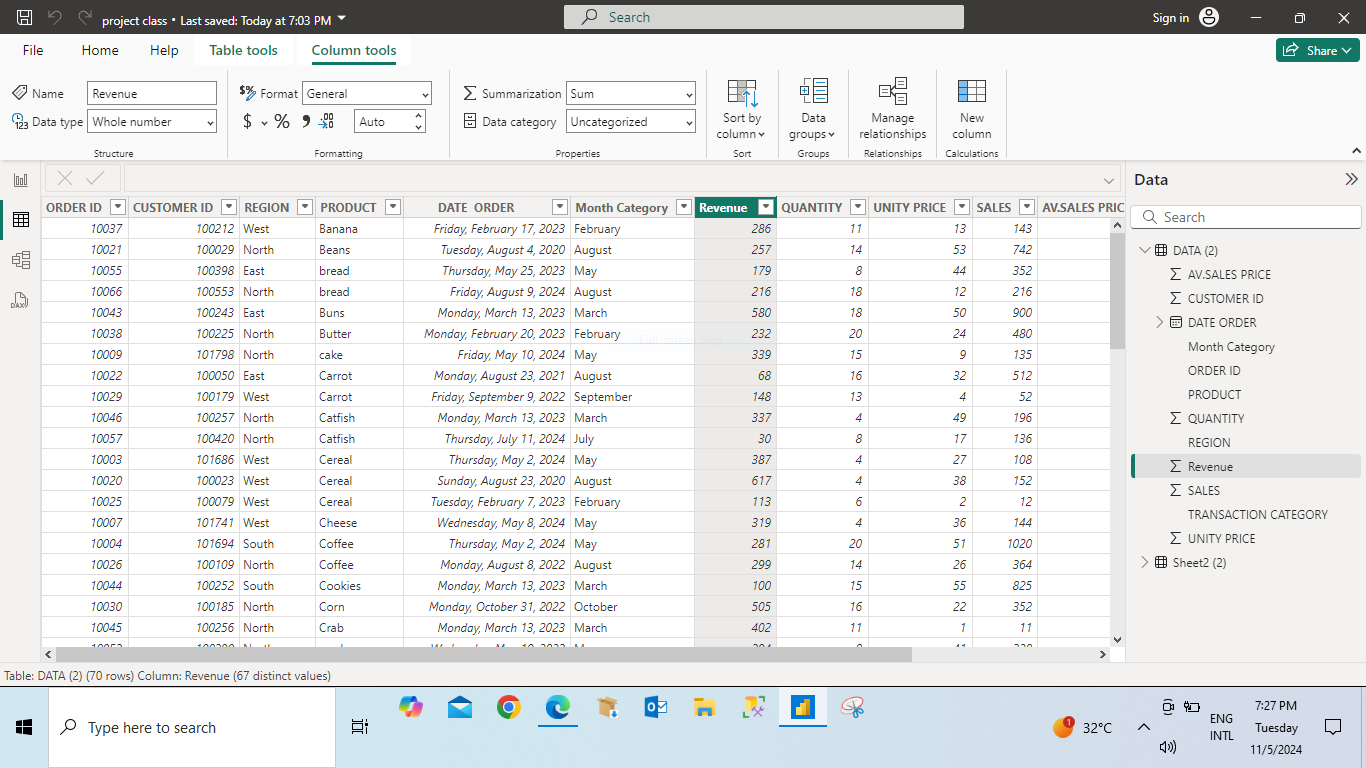 project class • Last saved: Today at 7:03 PM
Search
Sign in
File Home Help Table tools Column tools
Share
Name Revenue
Data type Whole number
Structure
$% Format General
$ % 9 Auto
Formatting
Σ Summarization Sum
Data category Uncategorized
Properties
Sort by column
Sort
Data groups
Groups
Manage relationships
Relationships
New column
Calculations
ORDER ID CUSTOMER ID REGION PRODUCT DATE ORDER Month Category Revenue QUANTITY UNITY PRICE SALES AV.SALES PRIC
10037 100212 West Banana Friday, February 17, 2023 February 286 11 13 143
10021 100029 North Beans Tuesday, August 4, 2020 August 257 14 53 742
10055 100398 East bread Thursday, May 25, 2023 May 179 8 44 352
10066 100553 North bread Friday, August 9, 2024 August 216 18 12 216
10043 100243 East Buns Monday, March 13, 2023 March 580 18 50 900
10038 100225 North Butter Monday, February 20, 2023 February 232 20 24 480
10009 101798 North cake Friday, May 10, 2024 May 339 15 9 135
10022 100050 East Carrot Monday, August 23, 2021 August 68 16 32 512
10029 100179 West Carrot Friday, September 9, 2022 September 148 13 4 52
10046 100257 North Catfish Monday, March 13, 2023 March 337 4 49 196
10057 100420 North Catfish Thursday, July 11, 2024 July 30 8 17 136
10003 101686 West Cereal Thursday, May 2, 2024 May 387 4 27 108
10020 100023 West Cereal Sunday, August 23, 2020 August 617 4 38 152
10025 100079 West Cereal Tuesday, February 7, 2023 February 113 6 2 12
10007 101741 West Cheese Wednesday, May 8, 2024 May 319 4 36 144
10004 101694 South Coffee Thursday, May 2, 2024 May 281 20 51 1020
10026 100109 North Coffee Monday, August 8, 2022 August 299 14 26 364
10044 100252 South Cookies Monday, March 13, 2023 March 100 15 55 825
10030 100185 North Corn Monday, October 31, 2022 October 505 16 22 352
10045 100256 North Crab Monday, March 13, 2023 March 402 11 1 11
Data
Search
DATA (2)
Σ AV.SALES PRICE
Σ CUSTOMER ID
DATE ORDER
Month Category
ORDER ID
PRODUCT
Σ QUANTITY
REGION
Σ Revenue
Σ SALES
TRANSACTION CATEGORY
Σ UNITY PRICE
Sheet2 (2)
Table: DATA (2) (70 rows) Column: Revenue (67 distinct values)
Type here to search
1
32°C
ENG
INTL
7:27 PM
Tuesday
11/5/2024